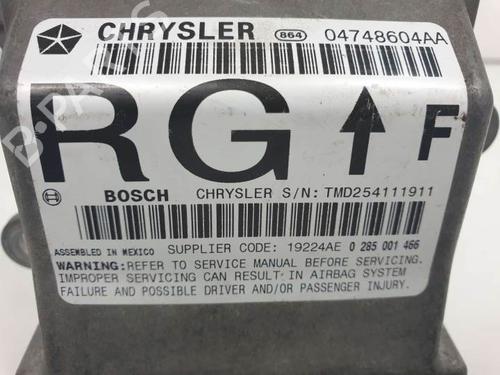 CHRYSLER 864 04748604AA
RG F
BOSCH CHRYSLER S/N: TMD254111911
ASSEMBLED IN MEXICO SUPPLIER CODE: 19224AE 0 285 001 466
WARNING: REFER TO SERVICE MANUAL BEFORE SERVICING.
IMPROPER SERVICING CAN RESULT IN AIRBAG SYSTEM
FAILURE AND POSSIBLE DRIVER AND/OR PASSENGER INJURY.